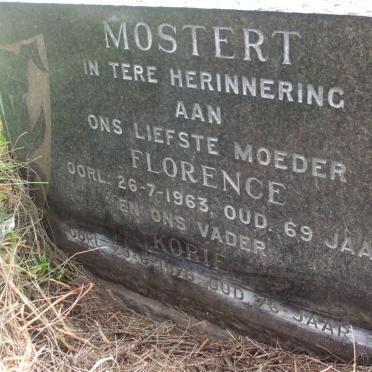 MOSTERT
IN TERE HERINNERING
AAN
ONS LIEFSTE MOEDER
FLORENCE
OORL. 26-7-1963, OUD. 69 JAA
EN ONS VADER
KORIE
OUD 76 JAAR